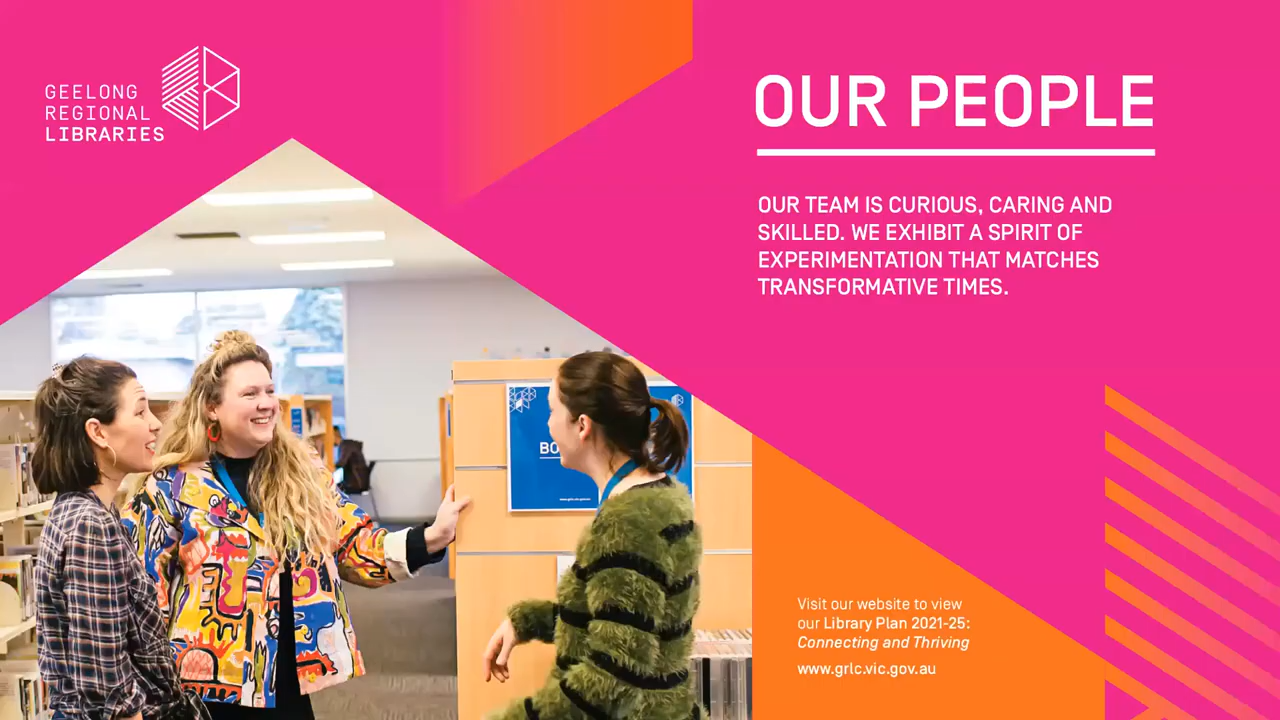 GEELONG
REGIONAL
LIBRARIES
OUR PEOPLE
OUR TEAM IS CURIOUS, CARING AND
SKILLED. WE EXHIBIT A SPIRIT OF
EXPERIMENTATION THAT MATCHES
TRANSFORMATIVE TIMES.
BO
Visit our website to view
our Library Plan 2021-25:
Connecting and Thriving
www.grlc.vic.gov.au